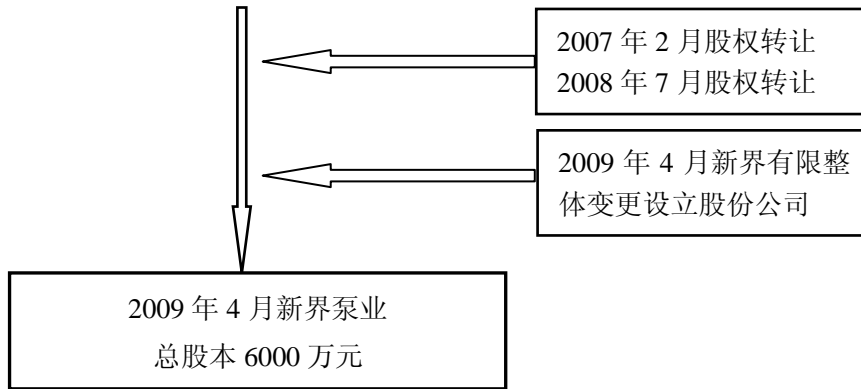 2007 年 2 月股权转让
2008 年 7 月股权转让
2009 年 4 月新界有限整
体变更设立股份公司
2009 年 4 月新界泵业
总股本 6000 万元